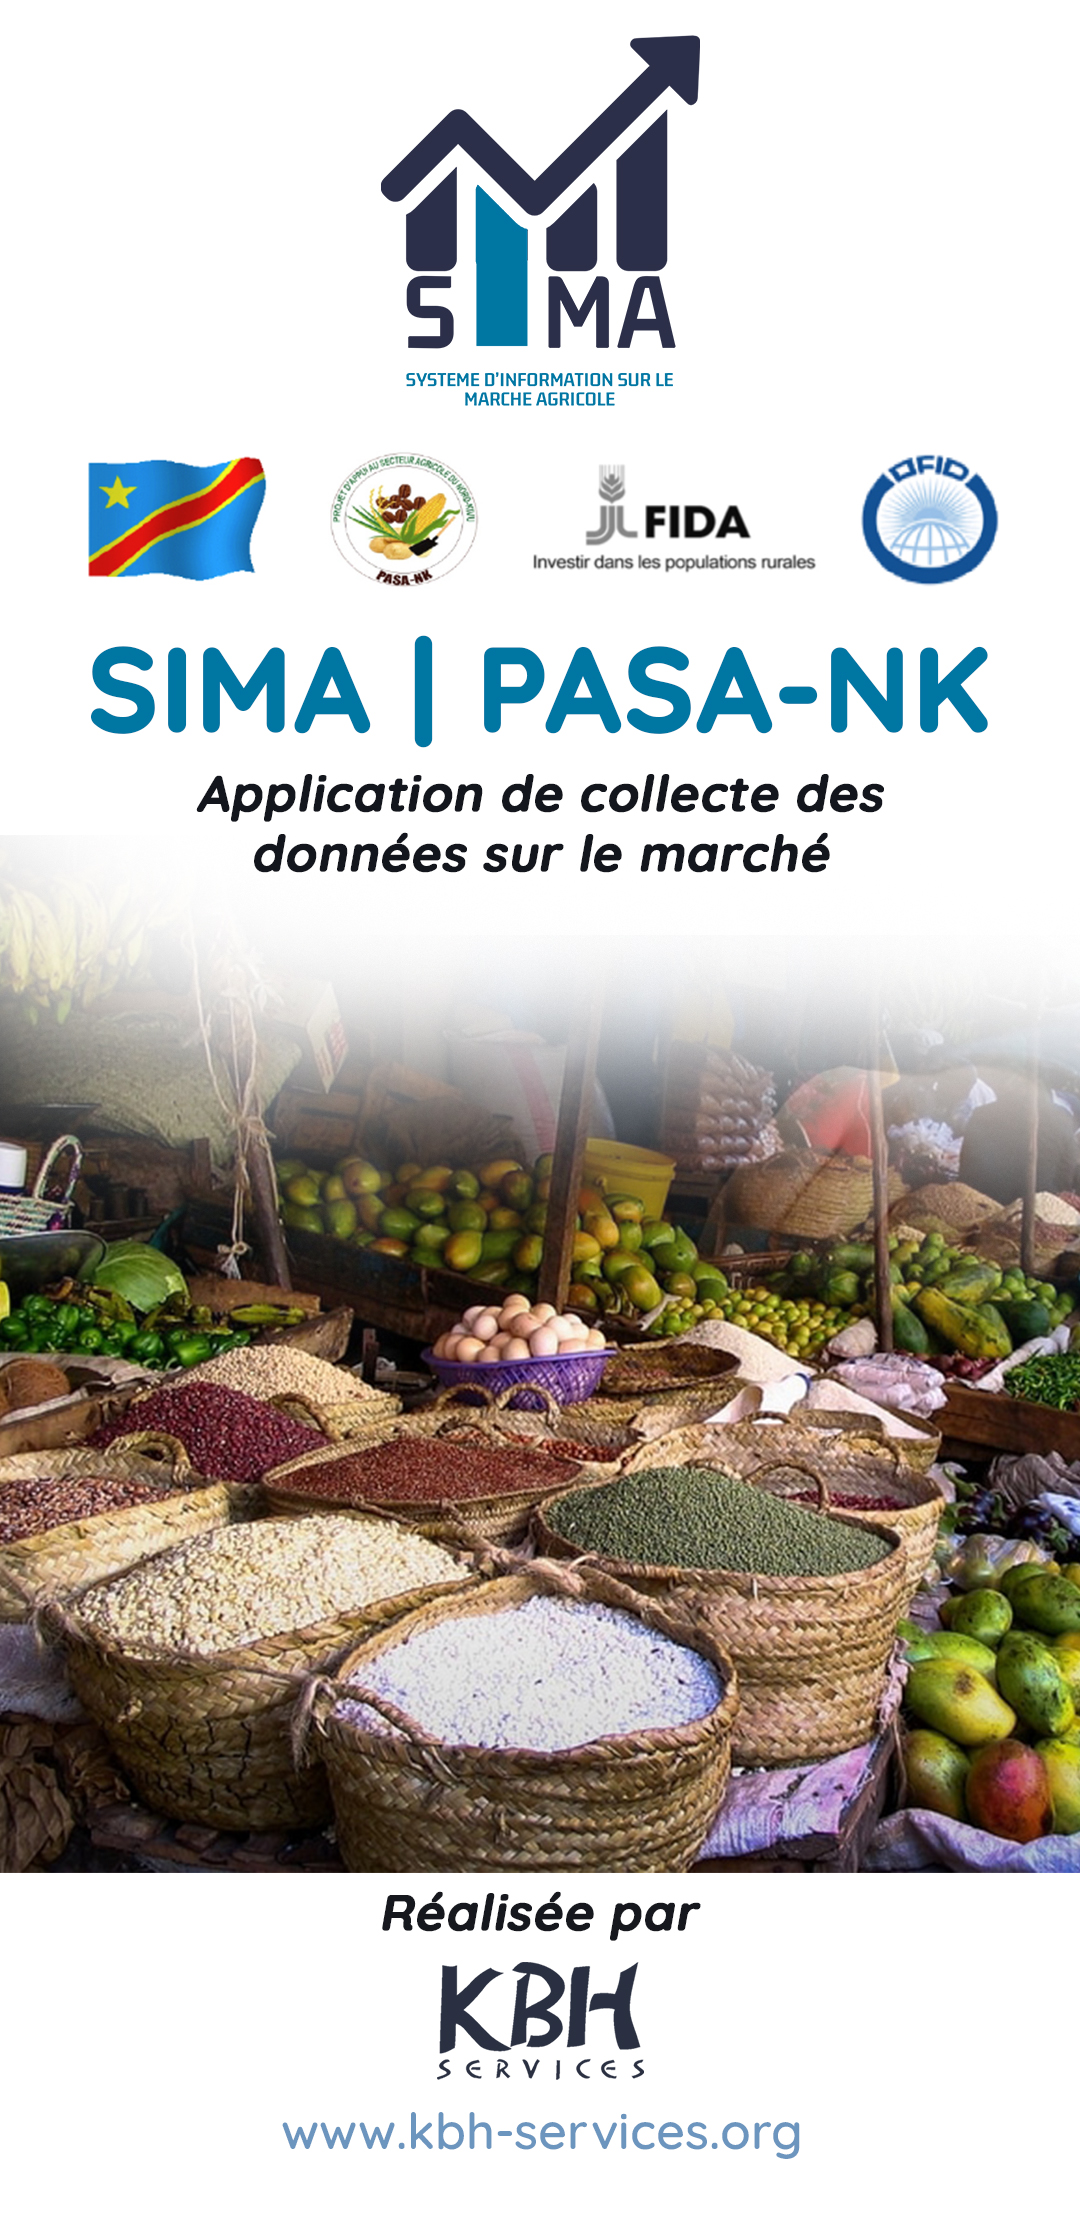 SIMA
SYSTEME D'INFORMATION SUR LE
MARCHE AGRICOLE
PROJET D'APPUI AU SECTEUR AGRICOLE DU NORD-KIVU
PASA-NK
FIDA
Investir dans les populations rurales
OFID
SIMA | PASA-NK
Application de collecte des
données sur le marché
Réalisée par
KBH
SERVICES
www.kbh-services.org